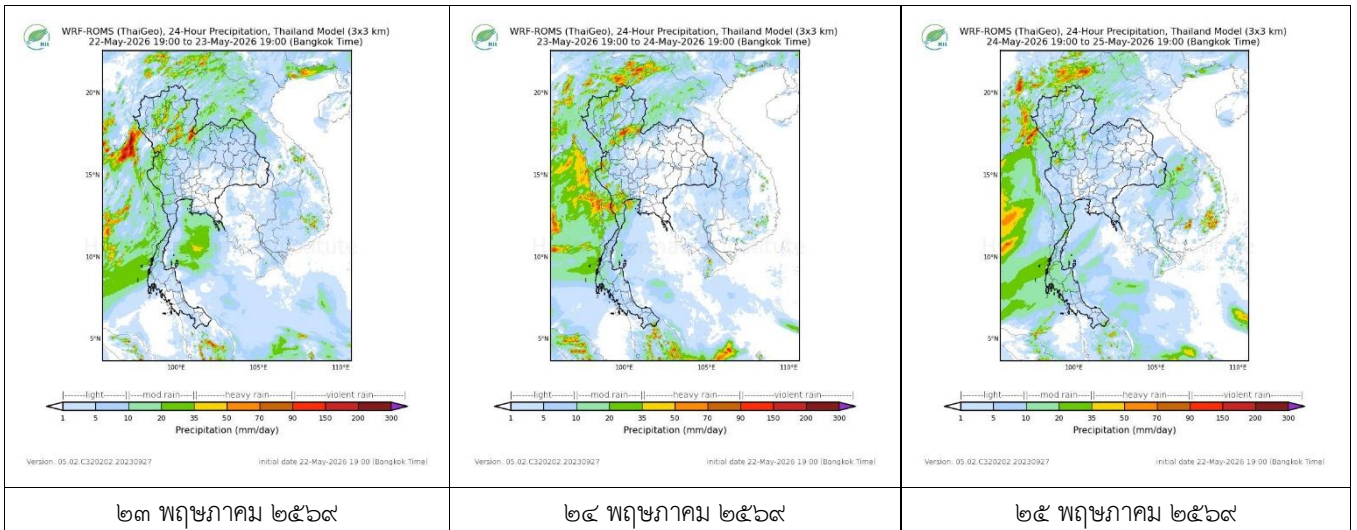 WRF-ROMS (ThaiGeo), 24-Hour Precipitation, Thailand Model (3x3 km)
22-May-2026 19:00 to 23-May-2026 19:00 (Bangkok Time)
20°N
15°N
10°N
5°N
100°E 105°E 110°E
|-------light-----||---mod rain---||-------heavy rain------||------violent rain-------|
1 5 10 20 35 50 70 90 150 200 300
Precipitation (mm/day)
Version: 05.02.C320202.20230927 initial date 22-May-2026 19:00 (Bangkok Time)
๒๓ พฤษภาคม ๒๕๖๙
WRF-ROMS (ThaiGeo), 24-Hour Precipitation, Thailand Model (3x3 km)
23-May-2026 19:00 to 24-May-2026 19:00 (Bangkok Time)
20°N
15°N
10°N
5°N
100°E 105°E 110°E
|-------light-----||---mod rain---||-------heavy rain------||------violent rain-------|
1 5 10 20 35 50 70 90 150 200 300
Precipitation (mm/day)
Version: 05.02.C320202.20230927 initial date 22-May-2026 19:00 (Bangkok Time)
๒๔ พฤษภาคม ๒๕๖๙
WRF-ROMS (ThaiGeo), 24-Hour Precipitation, Thailand Model (3x3 km)
24-May-2026 19:00 to 25-May-2026 19:00 (Bangkok Time)
20°N
15°N
10°N
5°N
100°E 105°E 110°E
|-------light-----||---mod rain---||-------heavy rain------||------violent rain-------|
1 5 10 20 35 50 70 90 150 200 300
Precipitation (mm/day)
Version: 05.02.C320202.20230927 initial date 22-May-2026 19:00 (Bangkok Time)
๒๕ พฤษภาคม ๒๕๖๙